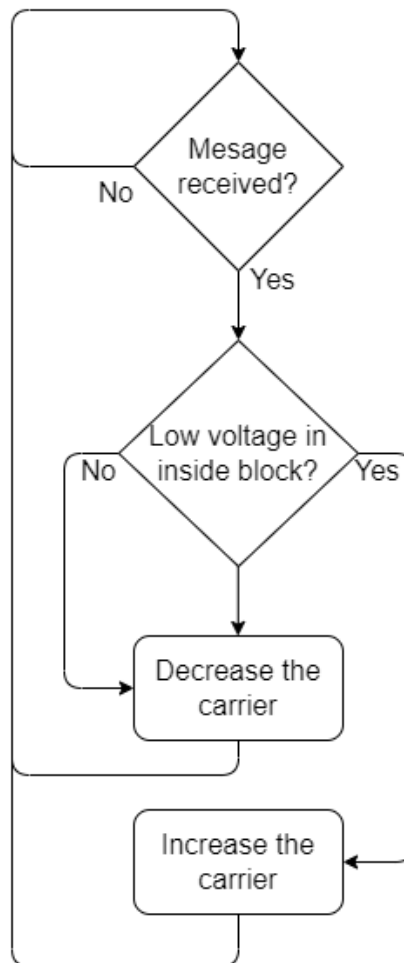 Mesage
received?
No
Yes
Low voltage in
inside block?
No
Yes
Decrease the
carrier
Increase the
carrier